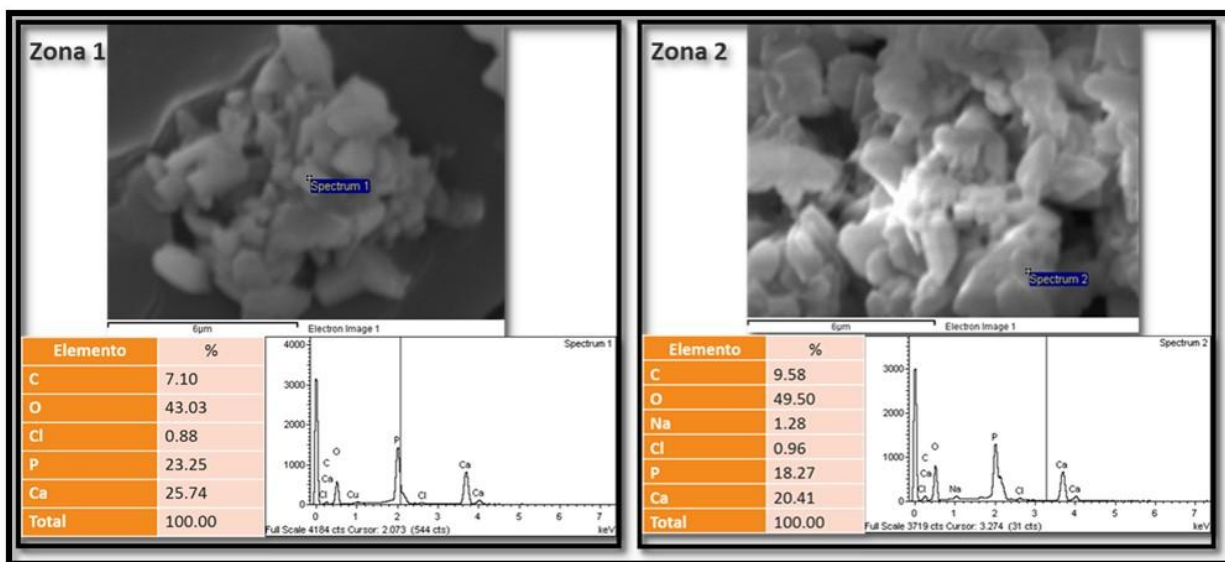 Zona 1
Spectrum 1
6µm
Electron Image 1
Elemento %
C 7.10
O 43.03
Cl 0.88
P 23.25
Ca 25.74
Total 100.00
Spectrum 1
4000
3000
2000
1000
0
C
Ca
Cl
O
Cu
P
Cl
Ca
Ca
0 1 2 3 4 5 6 7
Full Scale 4184 cts Cursor: 2.073 (544 cts) keV
Zona 2
Spectrum 2
6µm
Electron Image 1
Elemento %
C 9.58
O 49.50
Na 1.28
Cl 0.96
P 18.27
Ca 20.41
Total 100.00
Spectrum 2
3000
2000
1000
0
C
Ca
Cl
O
Na
P
Cl
Ca
Ca
0 1 2 3 4 5 6 7
Full Scale 3719 cts Cursor: 3.274 (31 cts) keV